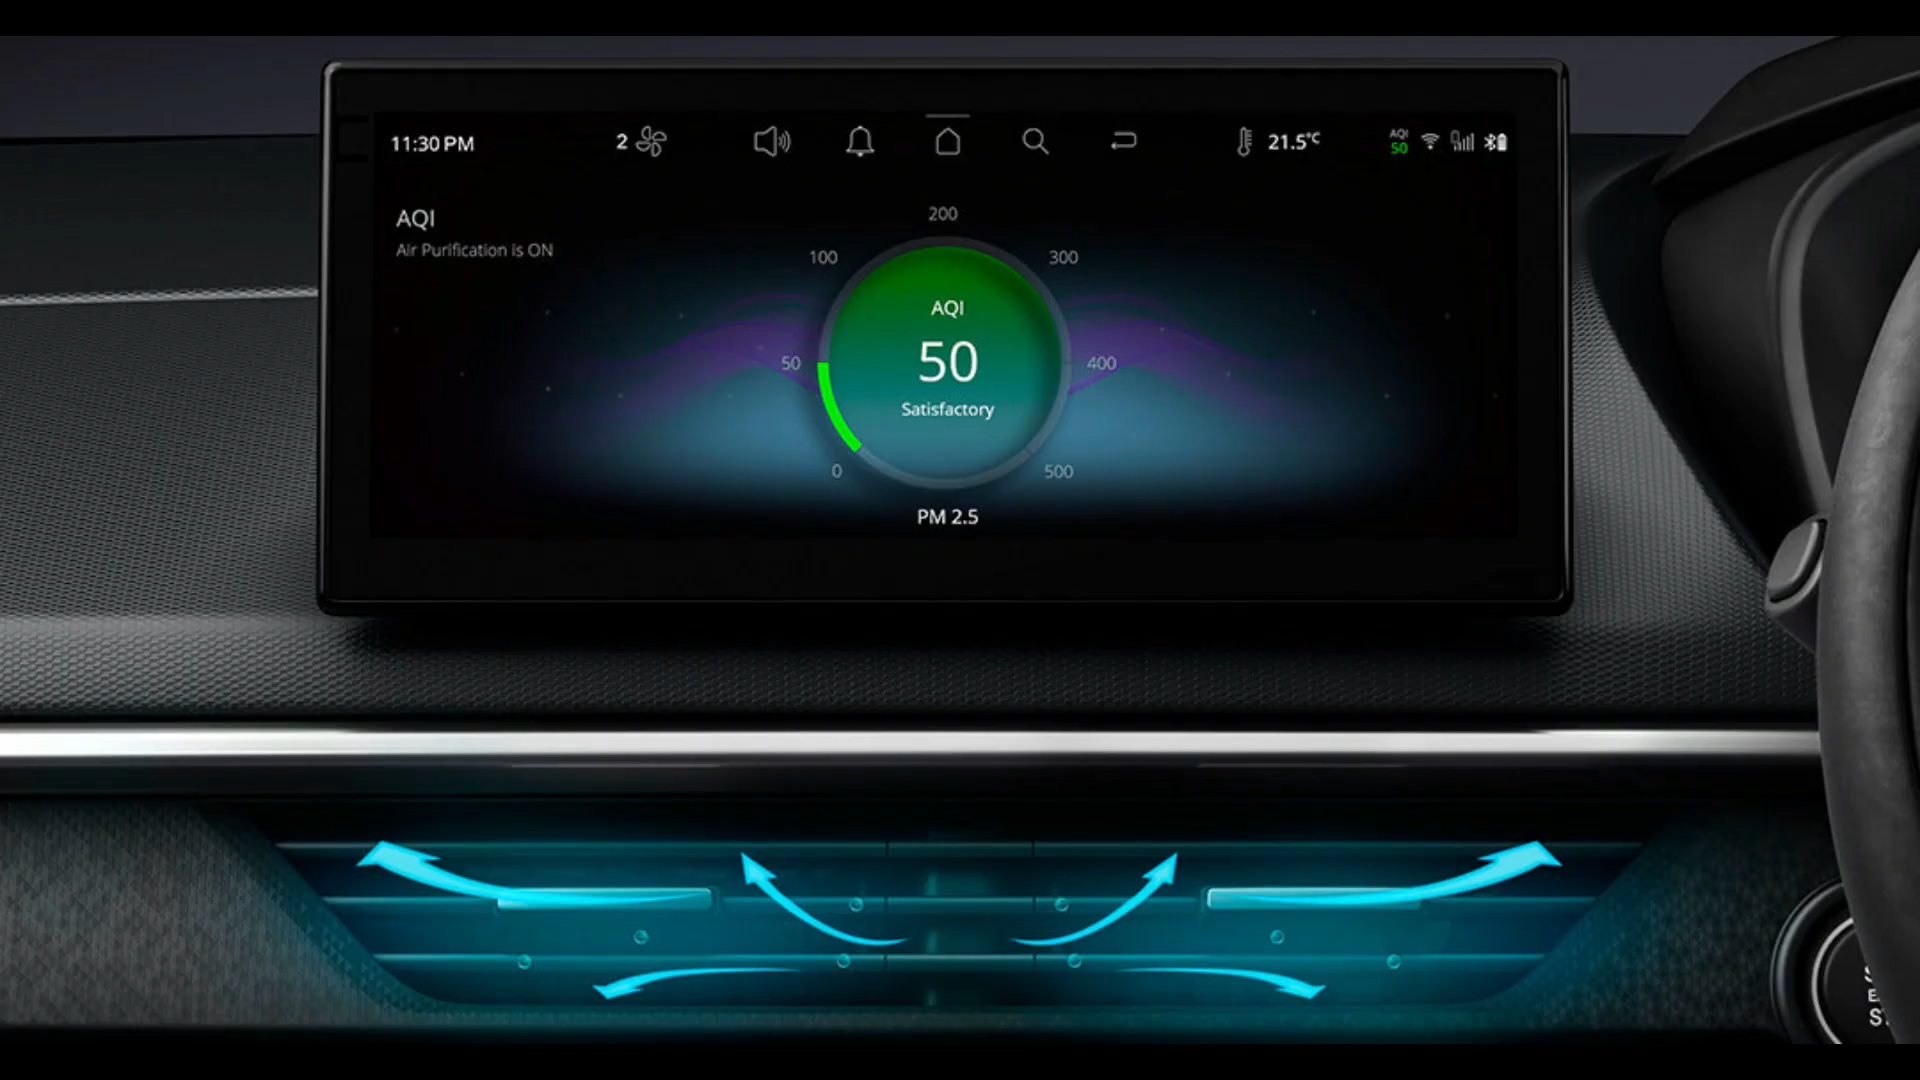 11:30 PM
2
21.5°C
AQI
50
AQI
Air Purification is ON
200
100
300
AQI
50
50
400
Satisfactory
0
500
PM 2.5